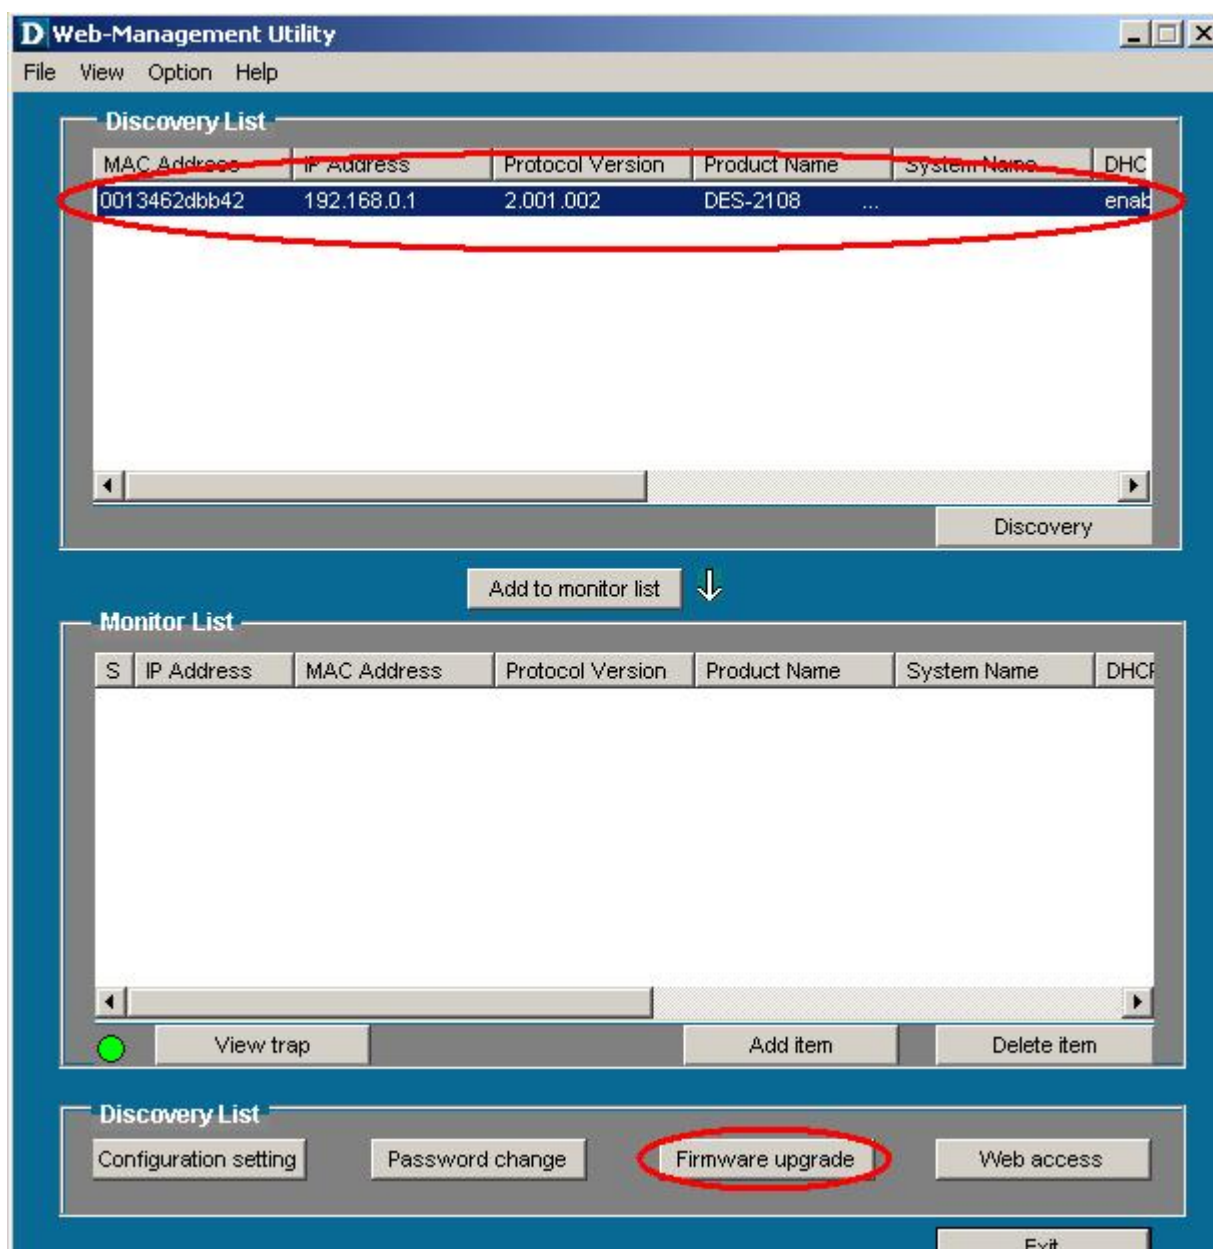 D Web-Management Utility
File View Option Help
Discovery List
MAC Address IP Address Protocol Version Product Name System Name DHC
0013462dbb42 192.168.0.1 2.001.002 DES-2108 ... enab
Discovery
Add to monitor list
Monitor List
S IP Address MAC Address Protocol Version Product Name System Name DHCP
View trap Add item Delete item
Discovery List
Configuration setting Password change Firmware upgrade Web access
Exit